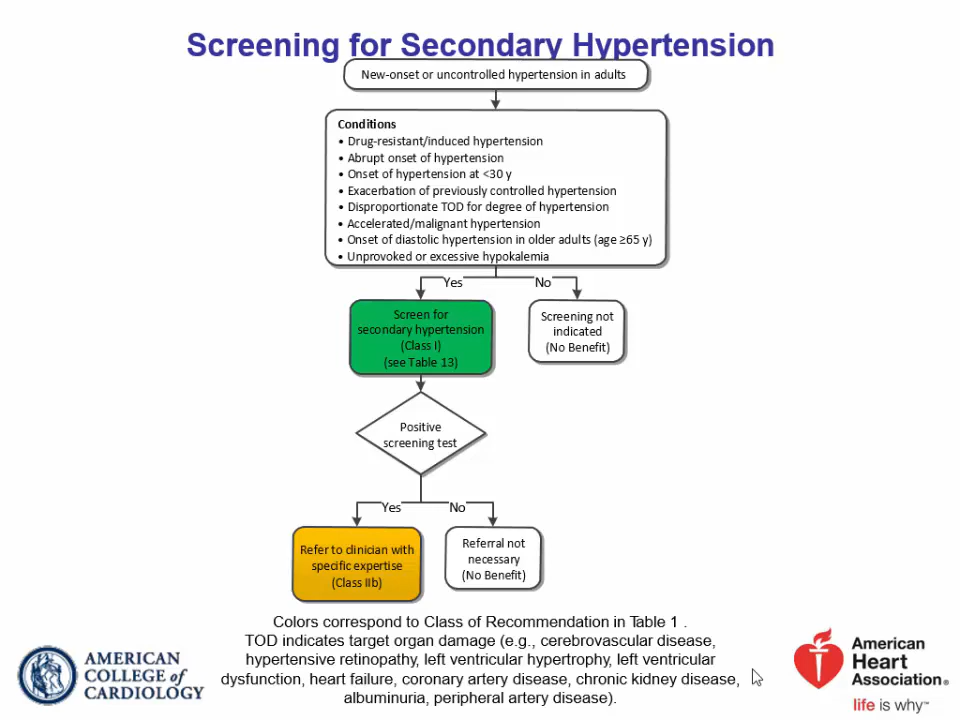 Screening for Secondary Hypertension
New-onset or uncontrolled hypertension in adults
Conditions
• Drug-resistant/induced hypertension
• Abrupt onset of hypertension
• Onset of hypertension at <30 y
• Exacerbation of previously controlled hypertension
• Disproportionate TOD for degree of hypertension
• Accelerated/malignant hypertension
• Onset of diastolic hypertension in older adults (age ≥65 y)
• Unprovoked or excessive hypokalemia
Yes
No
Screen for
secondary hypertension
(Class I)
(see Table 13)
Screening not
indicated
(No Benefit)
Positive
screening test
Yes
No
Refer to clinician with
specific expertise
(Class IIb)
Referral not
necessary
(No Benefit)
Colors correspond to Class of Recommendation in Table 1 .
TOD indicates target organ damage (e.g., cerebrovascular disease,
hypertensive retinopathy, left ventricular hypertrophy, left ventricular
dysfunction, heart failure, coronary artery disease, chronic kidney disease,
albuminuria, peripheral artery disease).
AMERICAN
COLLEGE of
CARDIOLOGY
American
Heart
Association®
life is why™